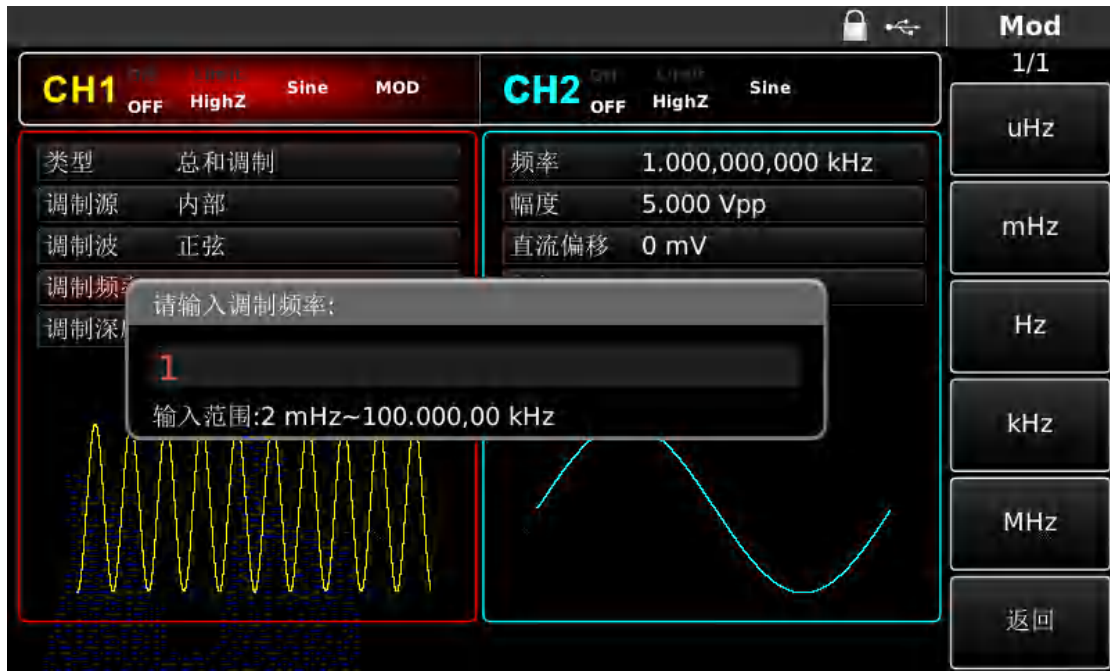 Mod
1/1
CH1 OFF HighZ Sine MOD
CH2 OFF HighZ Sine
uHz
mHz
Hz
kHz
MHz
返回
类型 总和调制
调制源 内部
调制波 正弦
调制频率
调制深
频率 1.000,000,000 kHz
幅度 5.000 Vpp
直流偏移 0 mV
请输入调制频率:
1
输入范围:2 mHz~100.000,00 kHz